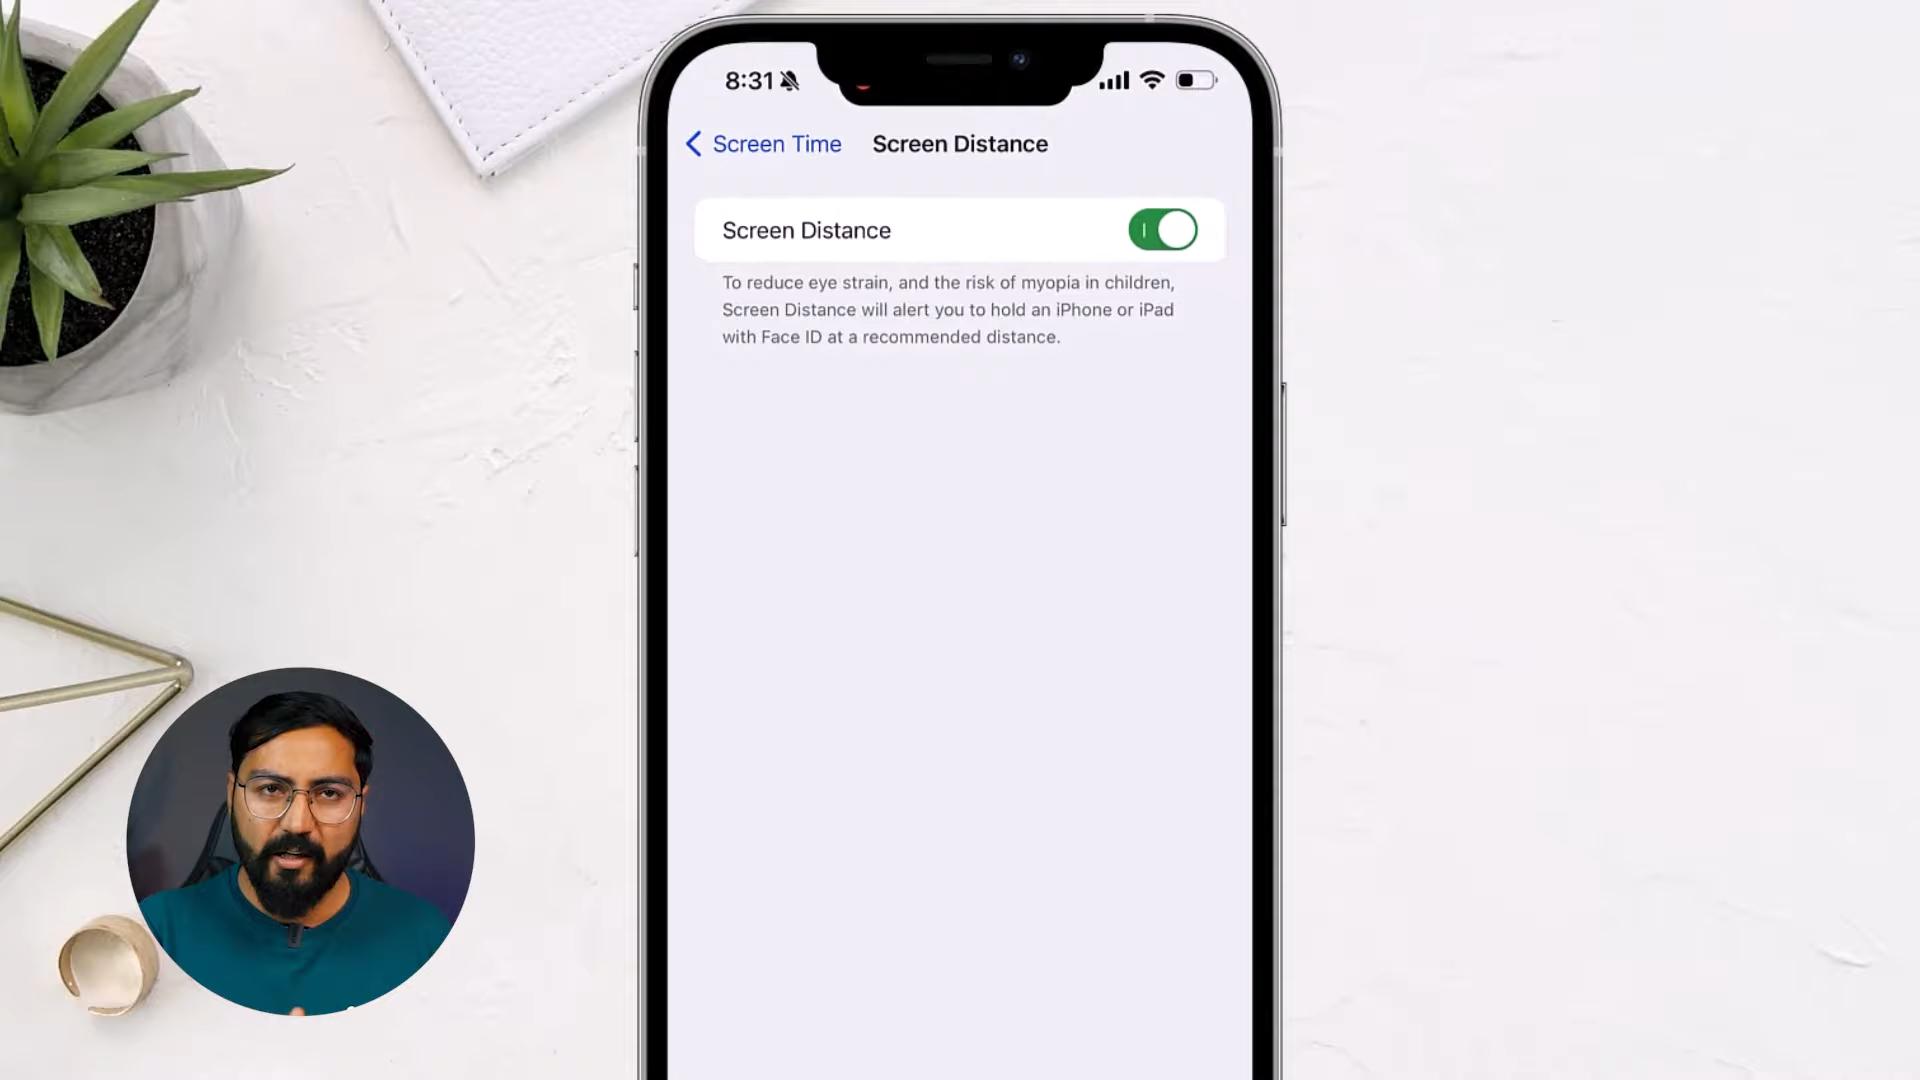 8:31
Screen Time Screen Distance
Screen Distance
To reduce eye strain, and the risk of myopia in children,
Screen Distance will alert you to hold an iPhone or iPad
with Face ID at a recommended distance.